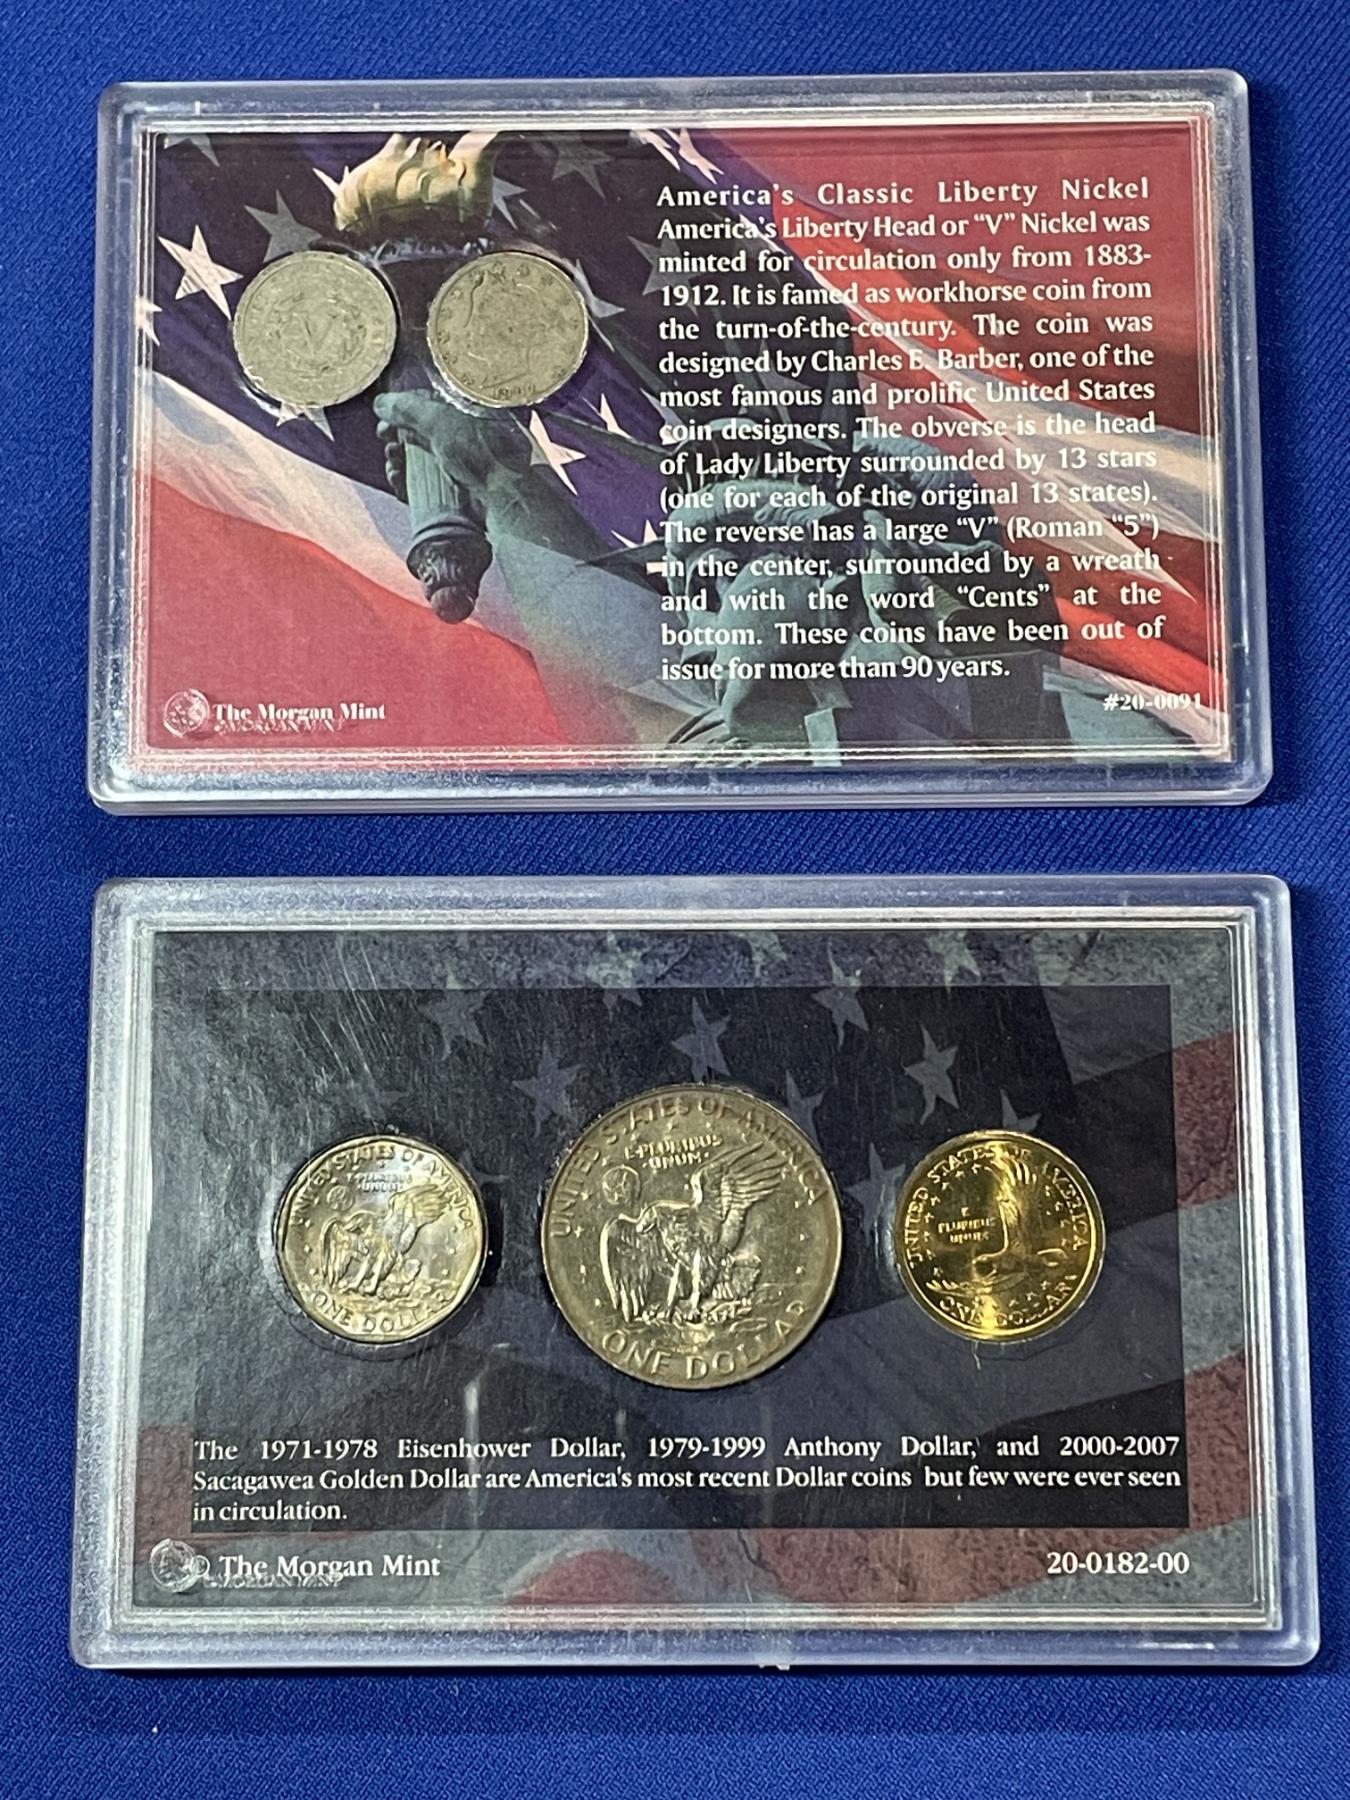 America's Classic Liberty Nickel
America's Liberty Head or “V” Nickel was
minted for circulation only from 1883-
1912. It is famed as workhorse coin from
the turn-of-the-century. The coin was
designed by Charles E. Barber, one of the
most famous and prolific United States
coin designers. The obverse is the head
of Lady Liberty surrounded by 13 stars
(one for each of the original 13 states).
The reverse has a large “V” (Roman “5”)
in the center, surrounded by a wreath
and with the word “Cents” at the
bottom. These coins have been out of
issue for more than 90 years.
The Morgan Mint
MORGAN MINT
#20-0091
UNITED STATES OF AMERICA
E·PLURIBUS
·UNUM·
ONE DOLLAR
UNITED STATES OF AMERICA
E·PLURIBUS
·UNUM·
ONE DOLLAR
UNITED STATES OF AMERICA
E
PLURIBUS
UNUM
ONE DOLLAR
The 1971-1978 Eisenhower Dollar, 1979-1999 Anthony Dollar, and 2000-2007
Sacagawea Golden Dollar are America's most recent Dollar coins but few were ever seen
in circulation.
The Morgan Mint
MORGAN MINT
20-0182-00